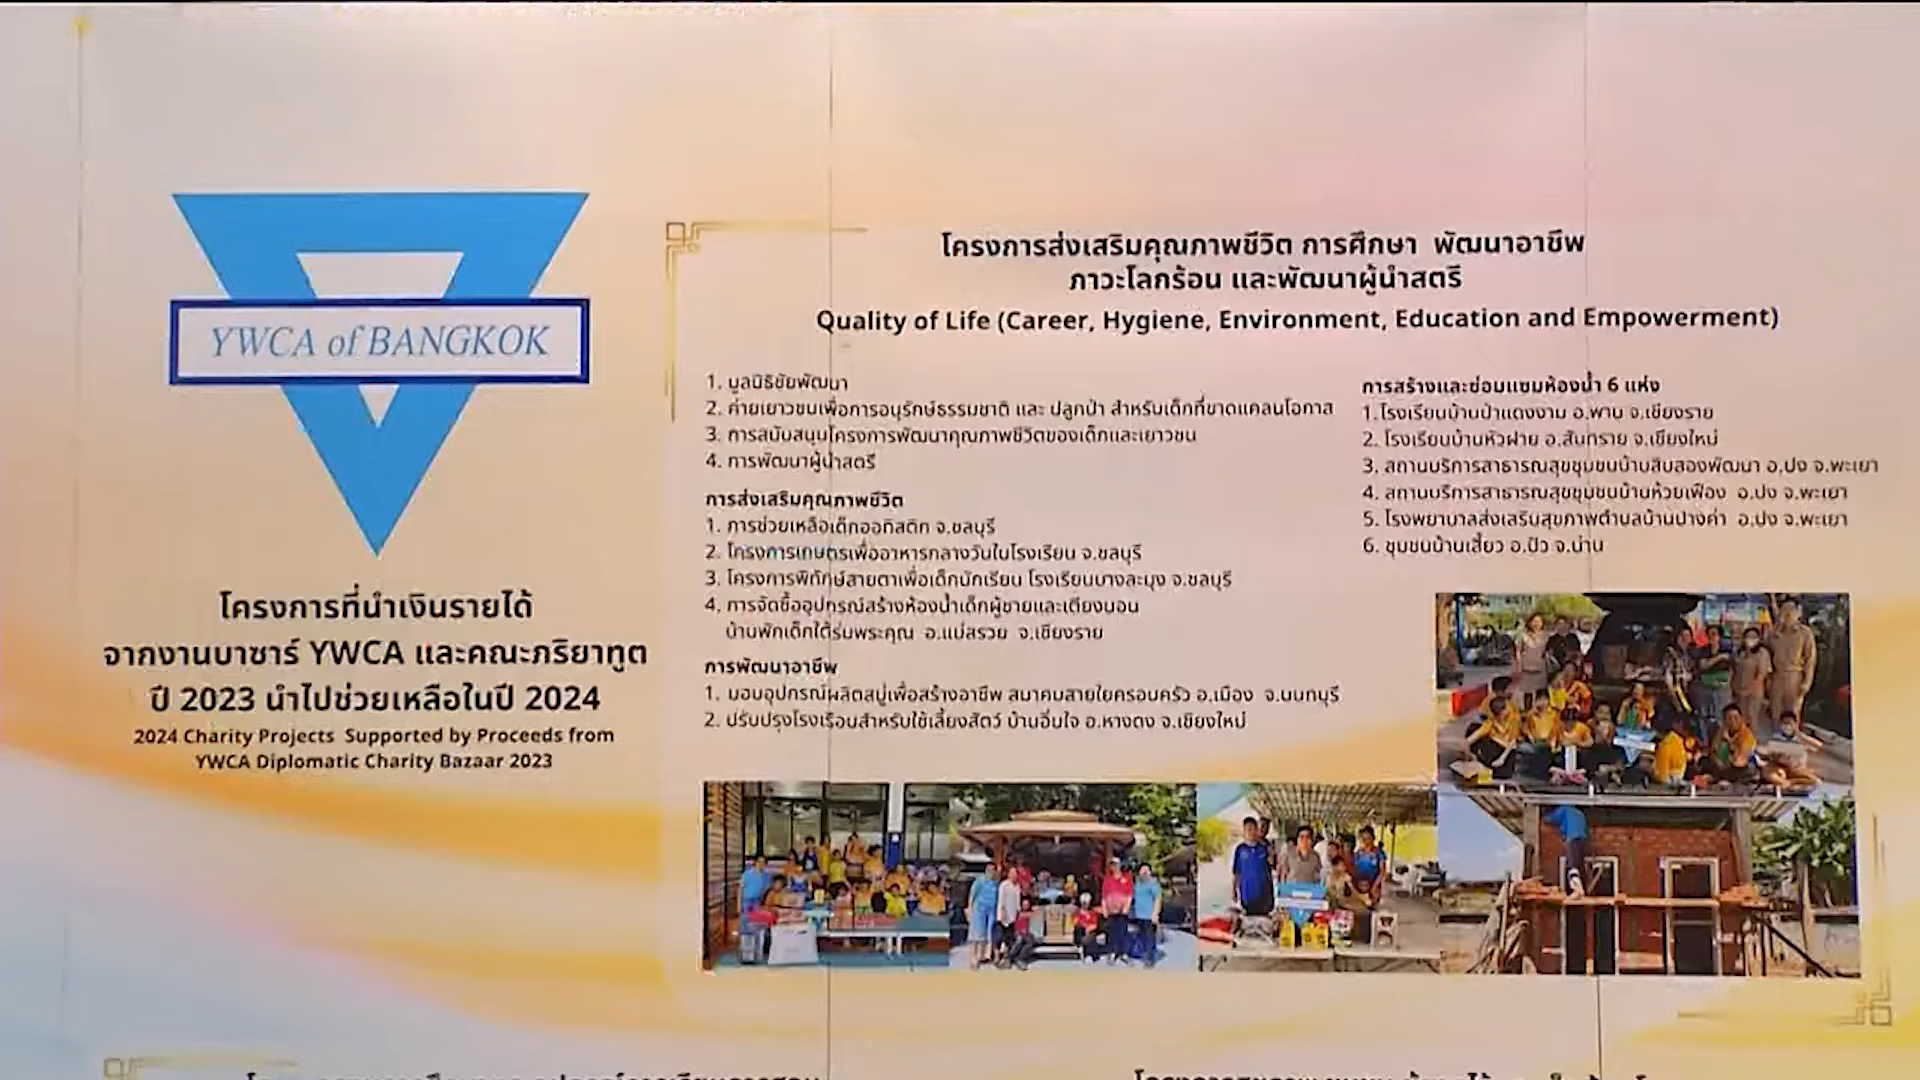 YWCA of BANGKOK
โครงการที่นำเงินรายได้
จากงานบาซาร์ YWCA และคณะภริยาทูต
ปี 2023 นำไปช่วยเหลือในปี 2024
2024 Charity Projects Supported by Proceeds from
YWCA Diplomatic Charity Bazaar 2023
โครงการส่งเสริมคุณภาพชีวิต การศึกษา พัฒนาอาชีพ
ภาวะโลกร้อน และพัฒนาผู้นำสตรี
Quality of Life (Career, Hygiene, Environment, Education and Empowerment)
1. มูลนิธิชัยพัฒนา
2. ค่ายเยาวชนเพื่อการอนุรักษ์ธรรมชาติ และ ปลูกป่า สำหรับเด็กที่ขาดแคลนโอกาส
3. การสนับสนุนโครงการพัฒนาคุณภาพชีวิตของเด็กและเยาวชน
4. การพัฒนาผู้นำสตรี
การส่งเสริมคุณภาพชีวิต
1. การช่วยเหลือเด็กออทิสติก จ.ชลบุรี
2. โครงการเกษตรเพื่ออาหารกลางวันในโรงเรียน จ.ชลบุรี
3. โครงการพิทักษ์สายตาเพื่อเด็กนักเรียน โรงเรียนบางละมุง จ.ชลบุรี
4. การจัดซื้ออุปกรณ์สร้างห้องน้ำเด็กผู้ชายและเตียงนอน
บ้านพักเด็กใต้ร่มพระคุณ อ.แม่สรวย จ.เชียงราย
การพัฒนาอาชีพ
1. มอบอุปกรณ์ผลิตสบู่เพื่อสร้างอาชีพ สมาคมสายใยครอบครัว อ.เมือง จ.นนทบุรี
2. ปรับปรุงโรงเรือนสำหรับใช้เลี้ยงสัตว์ บ้านอิ่นใจ อ.หางดง จ.เชียงใหม่
การสร้างและซ่อมแซมห้องน้ำ 6 แห่ง
1.โรงเรียนบ้านป่าแดงงาม อ.พาน จ.เชียงราย
2. โรงเรียนบ้านหัวฝาย อ.สันทราย จ.เชียงใหม่
3. สถานบริการสาธารณสุขชุมชนบ้านสิบสองพัฒนา อ.ปง จ.พะเยา
4. สถานบริการสาธารณสุขชุมชนบ้านห้วยเฟือง อ.ปง จ.พะเยา
5. โรงพยาบาลส่งเสริมสุขภาพตำบลบ้านปางค่า อ.ปง จ.พะเยา
6. ชุมชนบ้านเสี้ยว อ.ปัว จ.น่าน